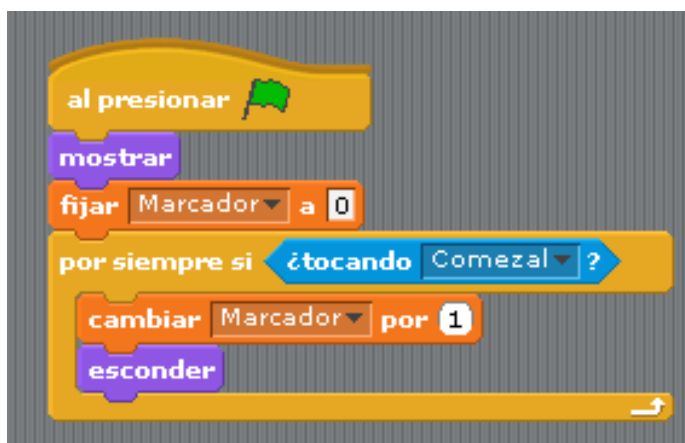 al presionar
mostrar
fijar Marcador a 0
por siempre si ¿tocando Comezal ?
cambiar Marcador por 1
esconder